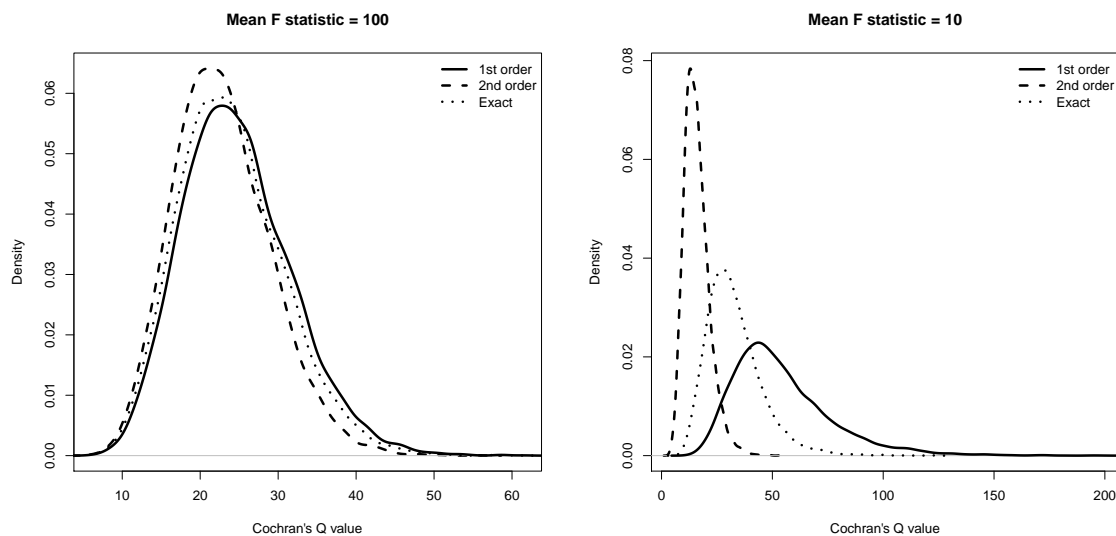 Mean F statistic = 100
1st order
2nd order
Exact
Density
0.00
0.01
0.02
0.03
0.04
0.05
0.06
10
20
30
40
50
60
Cochran's Q value
Mean F statistic = 10
1st order
2nd order
Exact
Density
0.00
0.02
0.04
0.06
0.08
0
50
100
150
200
Cochran's Q value